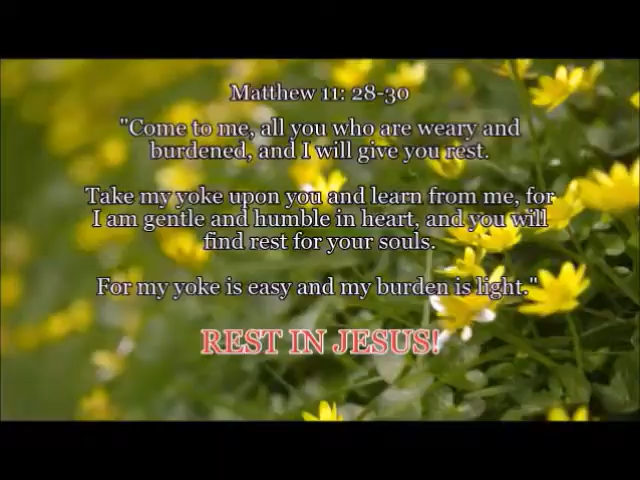 Matthew 11: 28-30
"Come to me, all you who are weary and
burdened, and I will give you rest.
Take my yoke upon you and learn from me, for
I am gentle and humble in heart, and you will
find rest for your souls.
For my yoke is easy and my burden is light."
REST IN JESUS!